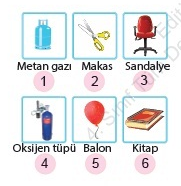 Metan gazı Makas Sandalye
1 2 3
Oksijen tüpü Balon Kitap
4 5 6